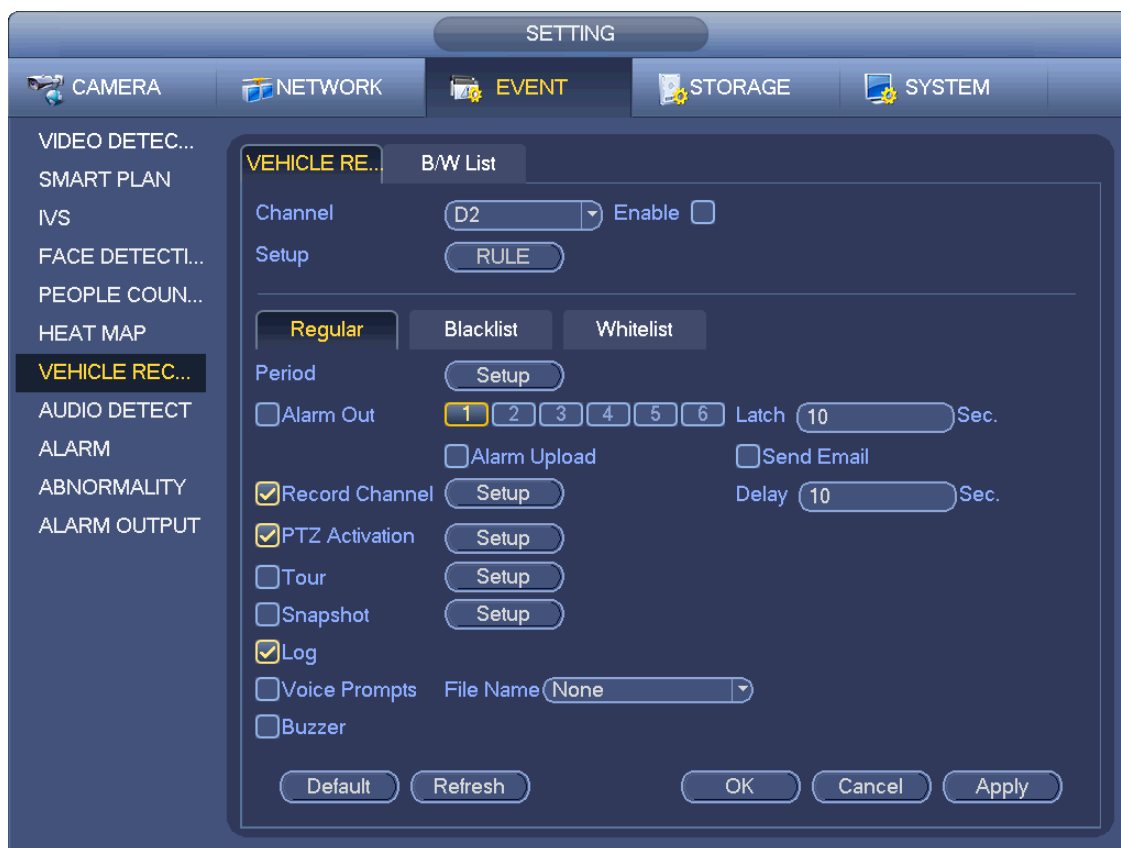 SETTING
CAMERA NETWORK EVENT STORAGE SYSTEM
VIDEO DETEC...
SMART PLAN
IVS
FACE DETECTI...
PEOPLE COUN...
HEAT MAP
VEHICLE REC...
AUDIO DETECT
ALARM
ABNORMALITY
ALARM OUTPUT
VEHICLE RE... B/W List
Channel D2 Enable
Setup RULE
Regular Blacklist Whitelist
Period Setup
Alarm Out 1 2 3 4 5 6 Latch 10 Sec.
Alarm Upload Send Email
Record Channel Setup Delay 10 Sec.
PTZ Activation Setup
Tour Setup
Snapshot Setup
Log
Voice Prompts File Name None
Buzzer
Default Refresh OK Cancel Apply